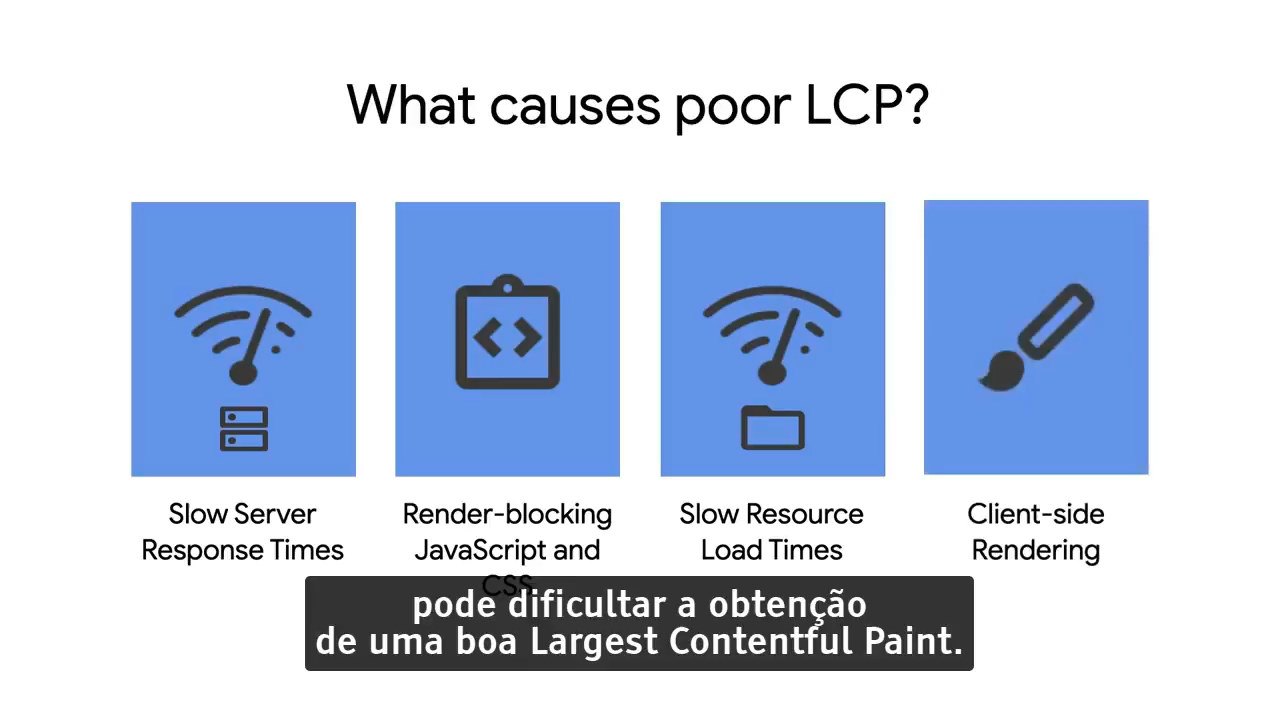 What causes poor LCP?
Slow Server
Response Times
Render-blocking
JavaScript and
CSS
Slow Resource
Load Times
Client-side
Rendering
pode dificultar a obtenção
de uma boa Largest Contentful Paint.